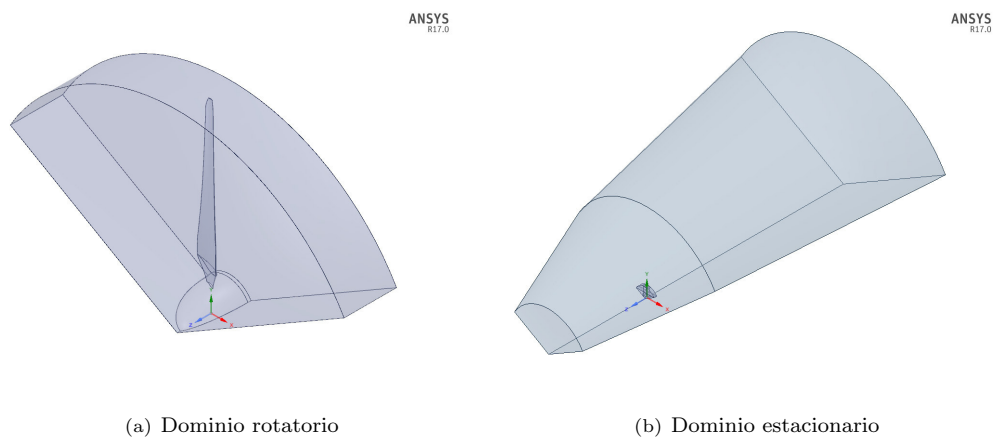 ANSYS
R17.0
Y
Z
X
ANSYS
R17.0
Y
Z
X
(a) Dominio rotatorio
(b) Dominio estacionario